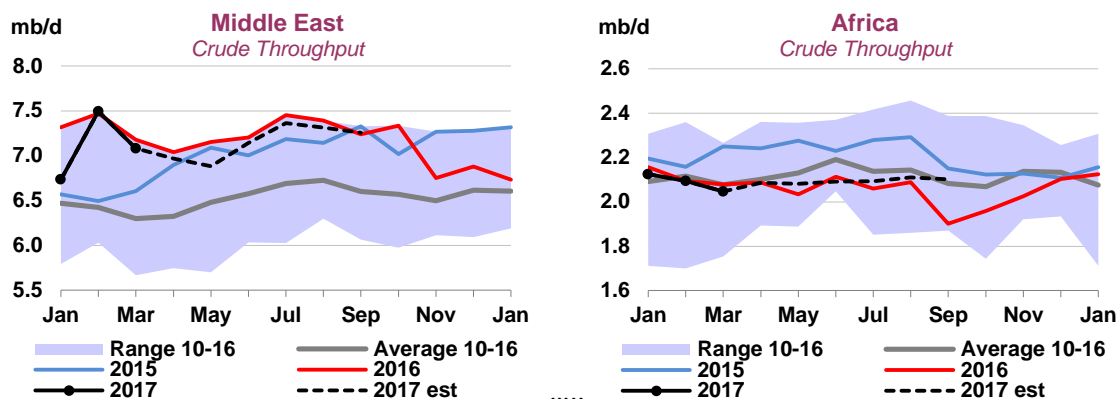 mb/d
Middle East
Crude Throughput
8.0
7.5
7.0
6.5
6.0
5.5
Jan Mar May Jul Sep Nov Jan
Range 10-16 Average 10-16
2015 2016
2017 2017 est
mb/d
Africa
Crude Throughput
2.6
2.4
2.2
2.0
1.8
1.6
Jan Mar May Jul Sep Nov Jan
Range 10-16 Average 10-16
2015 2016
2017 2017 est